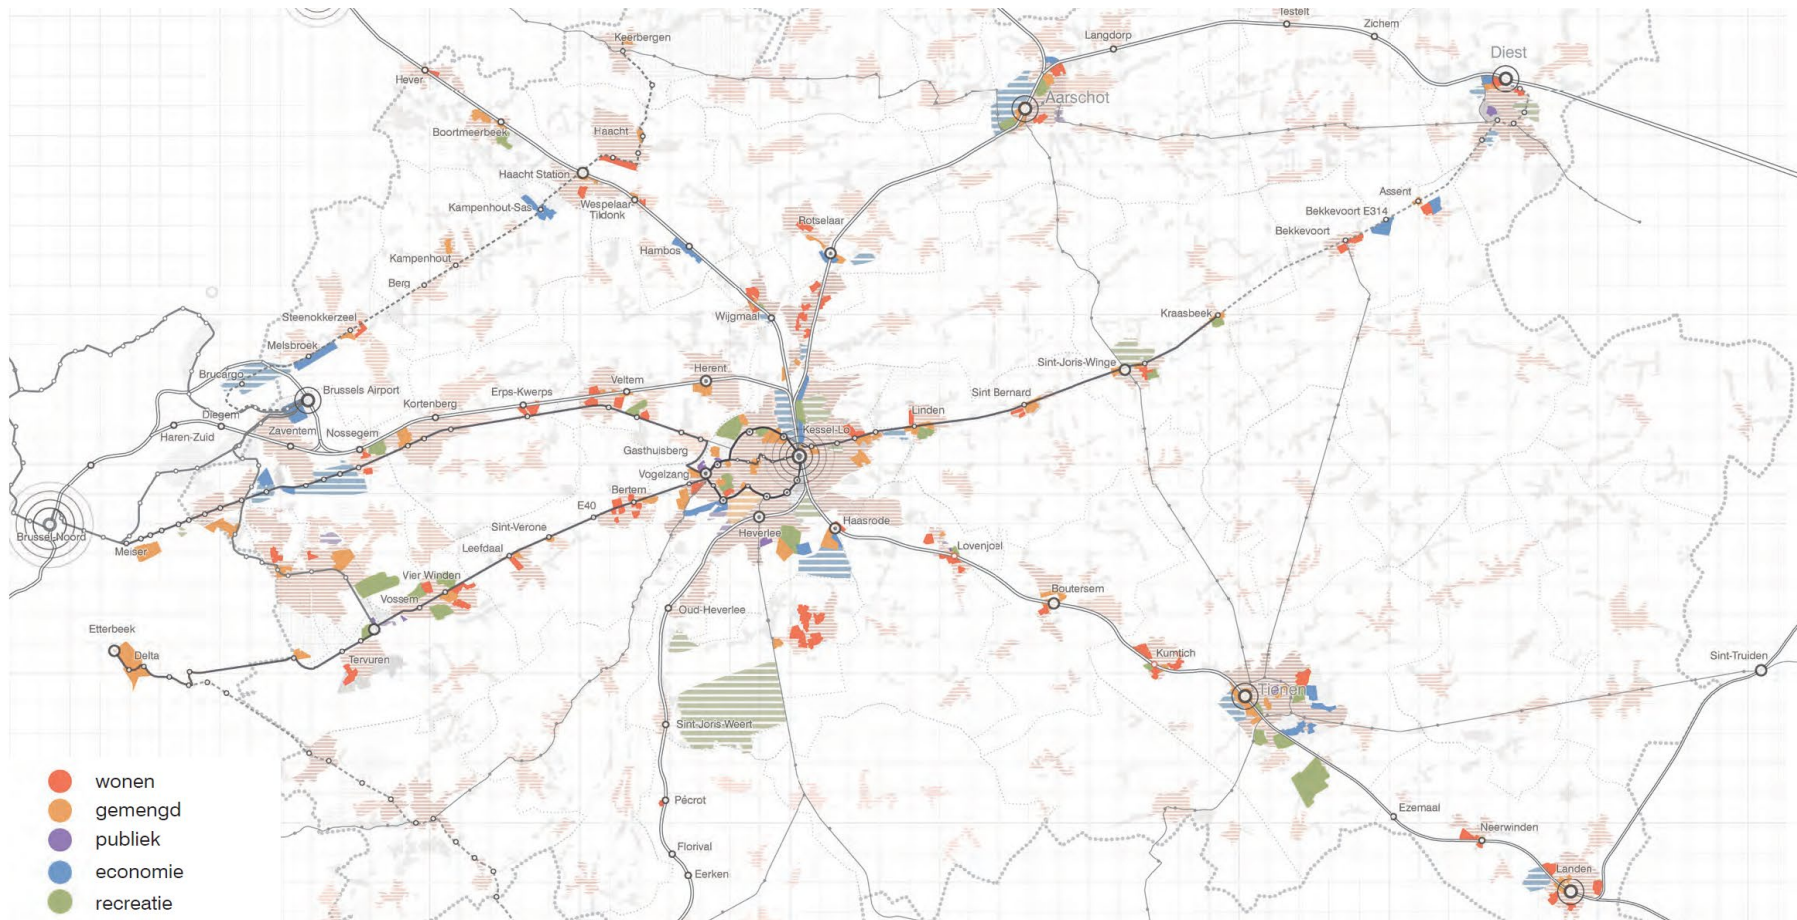 Testelt
Zichem
Langdorp
Keerbergen
Diest
Hever
Aarschot
Boortmeerbeek
Haacht
Haacht Station
Assent
Kampenhout-Sas
Wespelaar-
Tildonk
Bekkevoort E314
Rotselaar
Bekkevoort
Hambos
Kampenhout
Berg
Steenokkerzeel
Wijgmaal
Kraasbeek
Melsbroek
Sint-Joris-Winge
Brucargo
Herent
Veltem
Brussels Airport
Erps-Kwerps
Sint Bernard
Kortenberg
Linden
Diegem
Zaventem
Nossegem
Kessel-Lo
Haren-Zuid
Gasthuisberg
Vogelzang
Bertem
E40
Haasrode
Sint-Verone
Brussel-Noord
Heverlee
Meiser
Leefdaal
Lovenjoel
Vier Winden
Boutersem
Vossem
Oud-Heverlee
Etterbeek
Delta
Tervuren
Kumtich
Sint-Truiden
Tienen
Sint-Joris-Weert
wonen
Pécrot
gemengd
Ezemaal
Neerwinden
publiek
Florival
economie
Landen
Eerken
recreatie